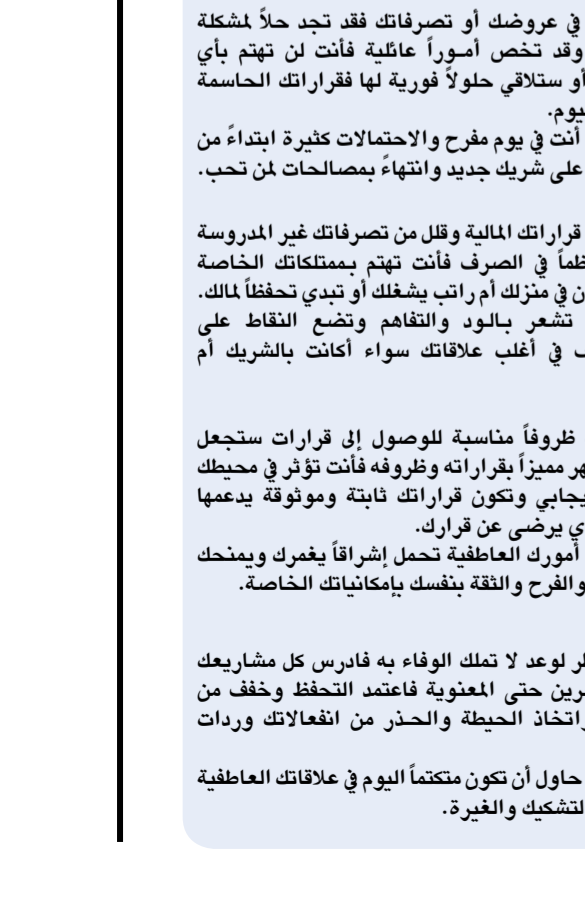 في عروضك أو تصرفاتك فقد تجد حلاً لمشكلة
وقد تخص أمـوراً عائلية فأنت لن تهتم بأي
أو ستلاقي حلولاً فورية لها فقراراتك الحاسمة
يوم.
أنت في يوم مفرح والاحتمالات كثيرة ابتداءً من
على شريك جديد وانتهاءً بمصالحات لمن تحب.
قراراتك المالية وقلل من تصرفاتك غير المدروسة
ظماً في الصرف فأنت تهتم بـممتلكاتك الخاصة
ن في منزلك أم راتب يشغلك أو تبدي تحفظاً لمالك.
تشعر بـالـود والتفاهم وتضع النقاط على
في أغلب علاقاتك سواء أكانت بالشريك أم
ظروفاً مناسبة للوصول إلى قرارات ستجعل
هر مميزاً بقراراته وظروفه فأنت تؤثر في محيطك
يجابي وتكون قراراتك ثابتة وموثوقة يدعمها
ي يرضى عن قرارك.
أمورك العاطفية تحمل إشراقاً يغمرك ويمنحك
والفرح والثقة بنفسك بإمكانياتك الخاصة.
لر لوعد لا تملك الوفاء به فادرس كل مشاريعك
رين حتى المعنوية فاعتمد التحفظ وخفف من
اتخاذ الحيطة والحـذر من انفعالاتك وردات
حاول أن تكون متكتماً اليوم في علاقاتك العاطفية
لتشكيك والغيرة.